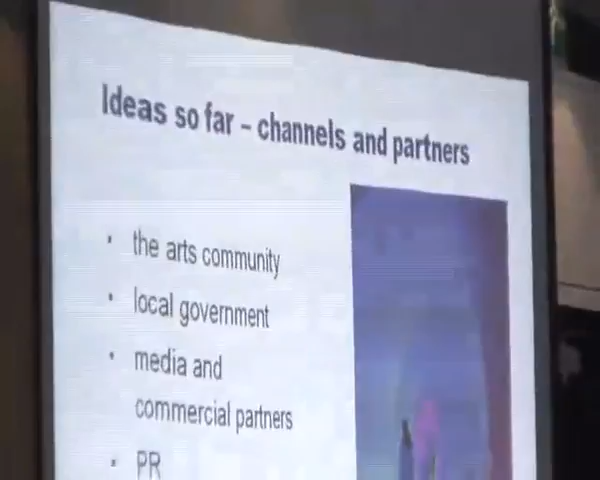 Ideas so far – channels and partners
• the arts community
• local government
• media and
commercial partners
• PR